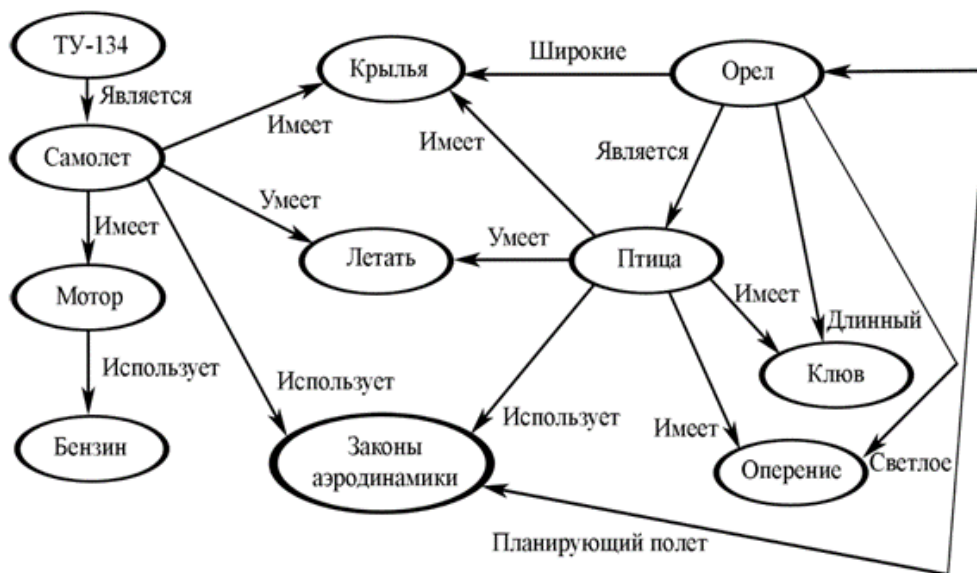 ТУ-134
Крылья
Широкие
Орел
Является
Имеет
Имеет
Является
Самолет
Умеет
Умеет
Имеет
Летать
Птица
Мотор
Имеет
Длинный
Использует
Использует
Клюв
Использует
Имеет
Бензин
Законы
аэродинамики
Оперение
Светлое
Планирующий полет